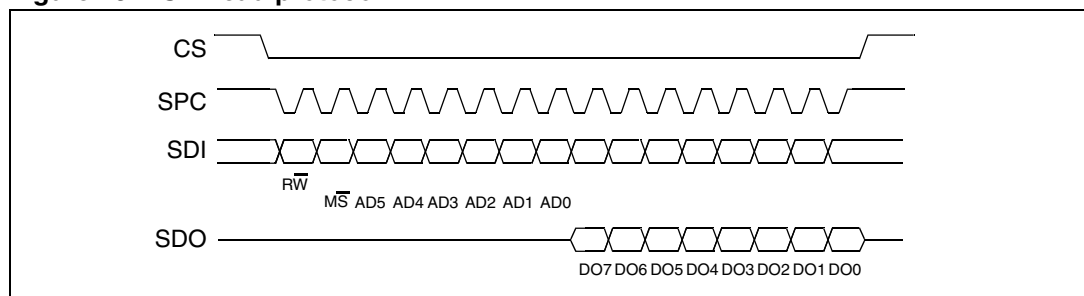 CS
SPC
SDI
RW
MS AD5 AD4 AD3 AD2 AD1 AD0
SDO
DO7 DO6 DO5 DO4 DO3 DO2 DO1 DO0